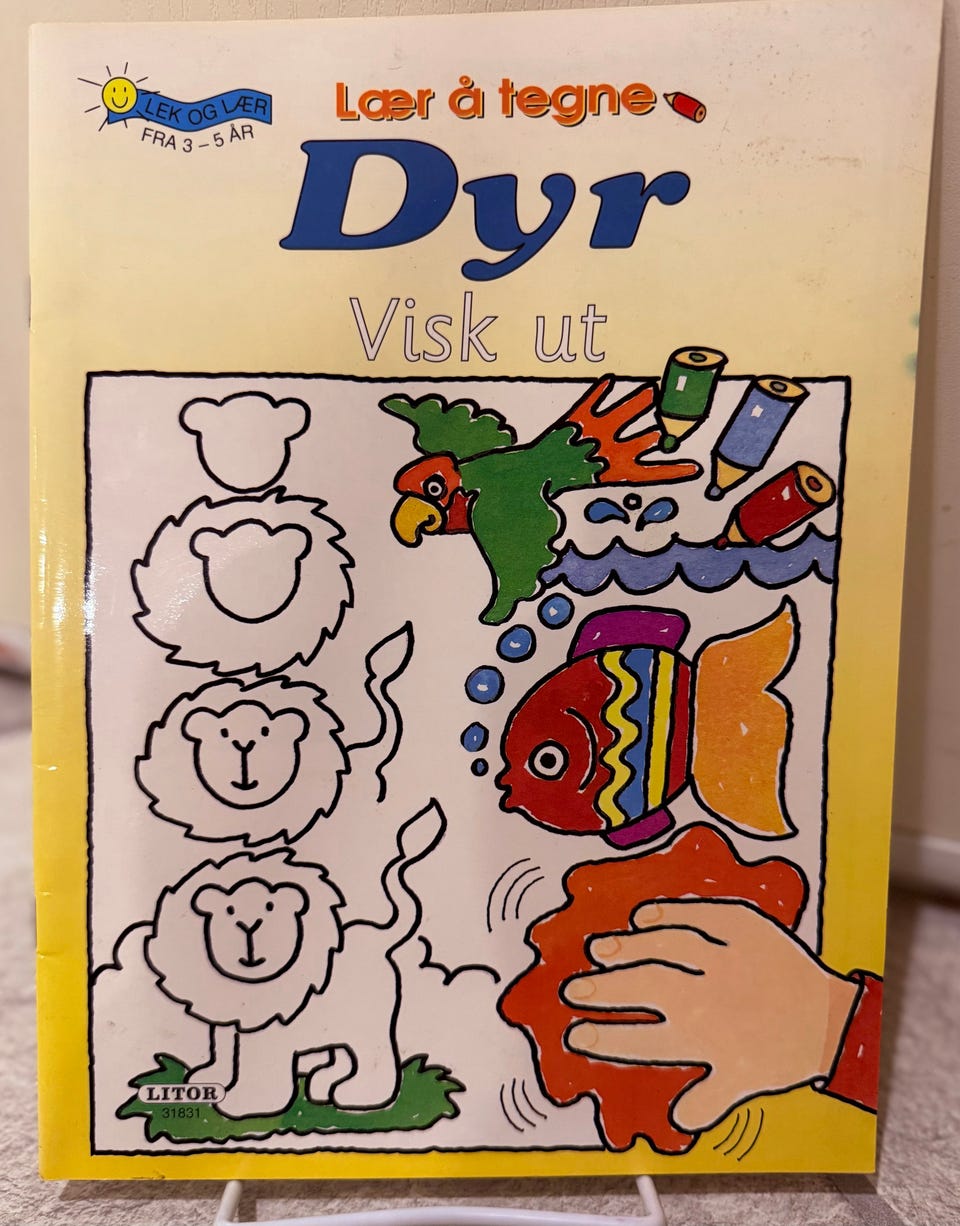 LEK OG LÆR
FRA 3 – 5 ÅR
Lær å tegne
Dyr
Visk ut
LITOR
31831